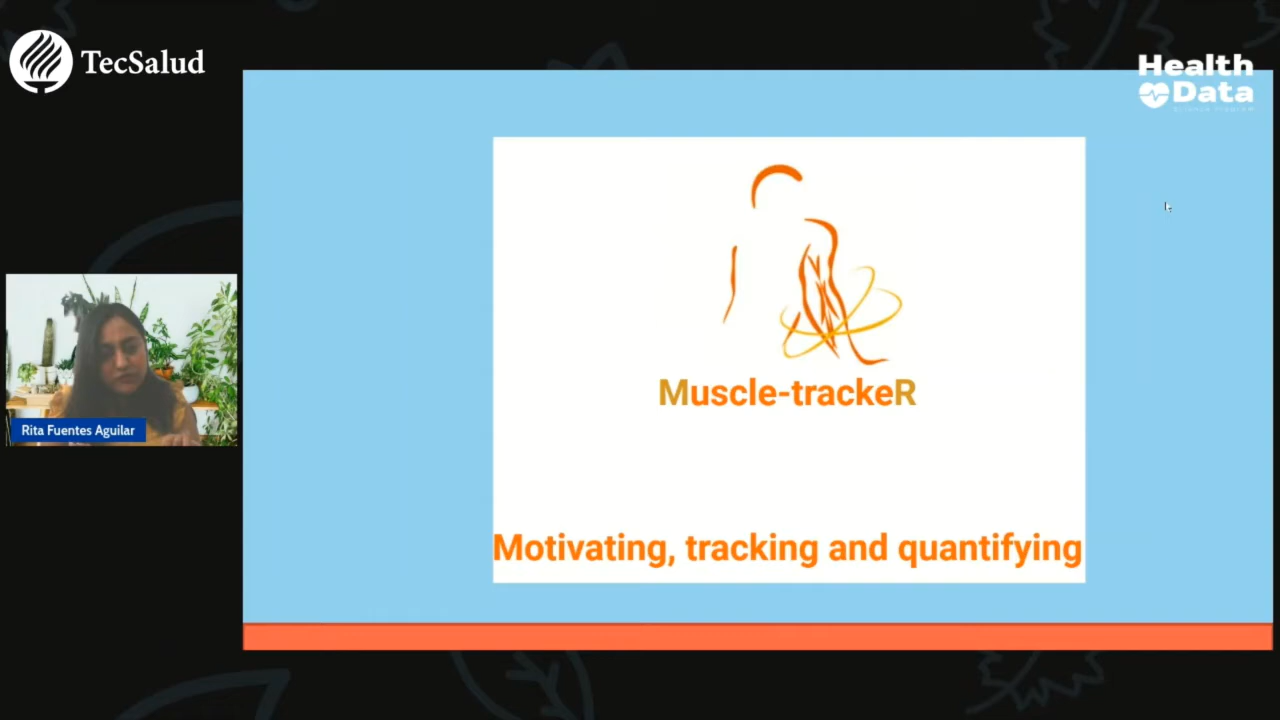 TecSalud
Health
Data
Muscle-trackeR
Rita Fuentes Aguilar
Motivating, tracking and quantifying